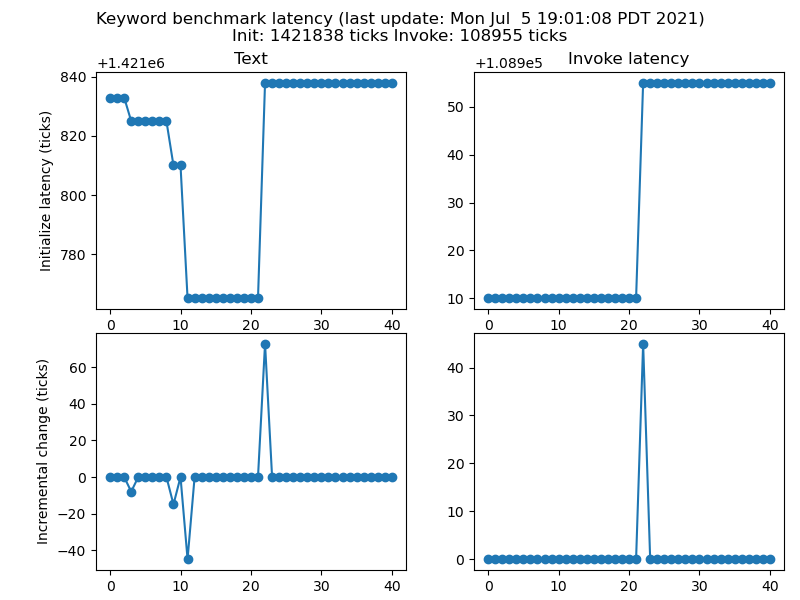 Keyword benchmark latency (last update: Mon Jul  5 19:01:08 PDT 2021)
Init: 1421838 ticks Invoke: 108955 ticks
Text
Invoke latency
+1.421e6
+1.089e5
Initialize latency (ticks)
840
820
800
780
0 10 20 30 40
50
40
30
20
10
0 10 20 30 40
Incremental change (ticks)
60
40
20
0
−20
−40
0 10 20 30 40
40
30
20
10
0
0 10 20 30 40